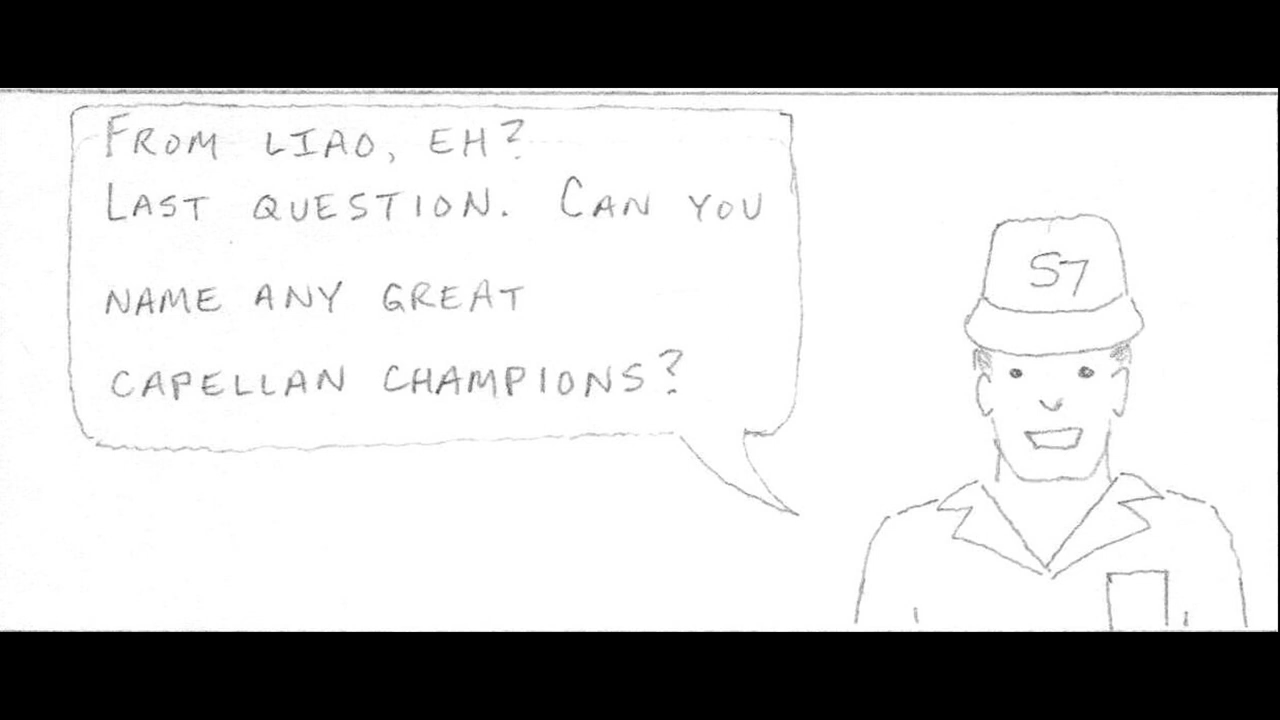 FROM LIAO, EH?
LAST QUESTION. CAN YOU
NAME ANY GREAT
CAPELLAN CHAMPIONS?
S7